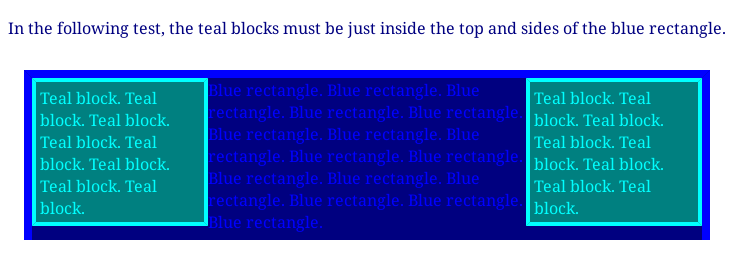 In the following test, the teal blocks must be just inside the top and sides of the blue rectangle.
Teal block. Teal
block. Teal block.
Teal block. Teal
block. Teal block.
Teal block. Teal
block.
Blue rectangle. Blue rectangle. Blue
rectangle. Blue rectangle. Blue rectangle.
Blue rectangle. Blue rectangle. Blue
rectangle. Blue rectangle. Blue rectangle.
Blue rectangle. Blue rectangle. Blue
rectangle. Blue rectangle. Blue rectangle.
Blue rectangle.
Teal block. Teal
block. Teal block.
Teal block. Teal
block. Teal block.
Teal block. Teal
block.